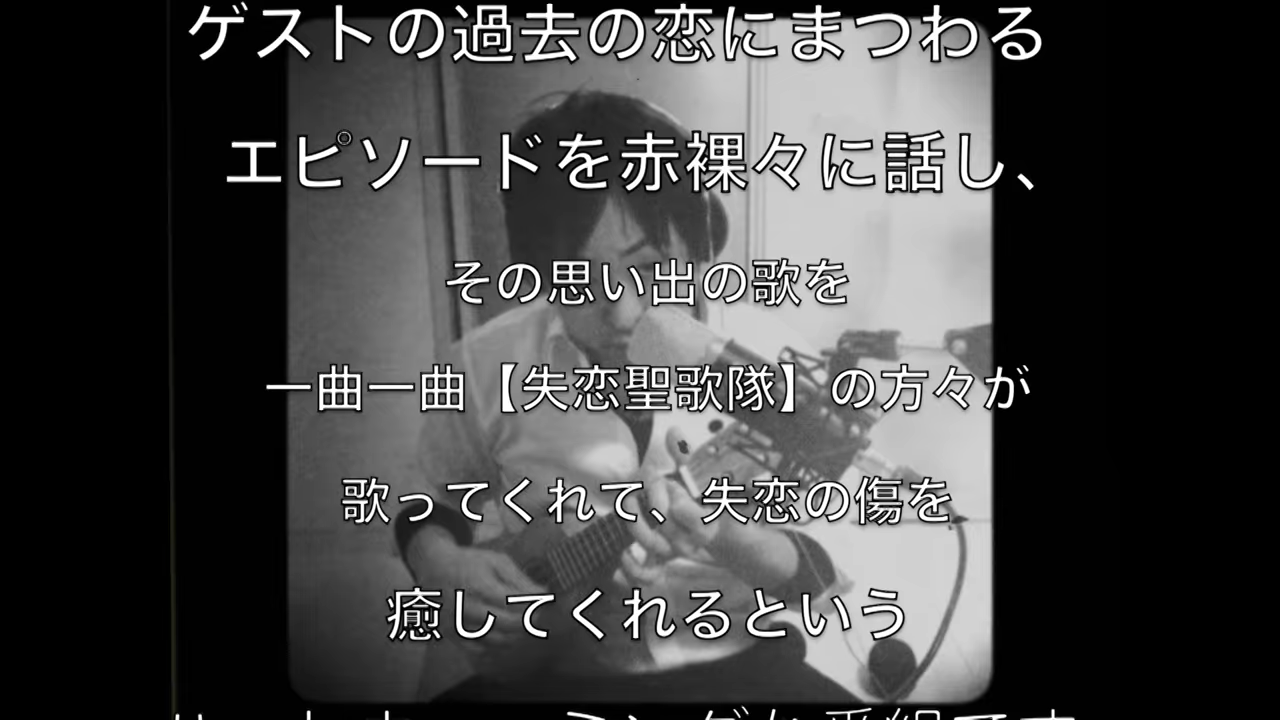 ゲストの過去の恋にまつわる
エピソードを赤裸々に話し、
その思い出の歌を
一曲一曲【失恋聖歌隊】の方々が
歌ってくれて、失恋の傷を
癒してくれるという